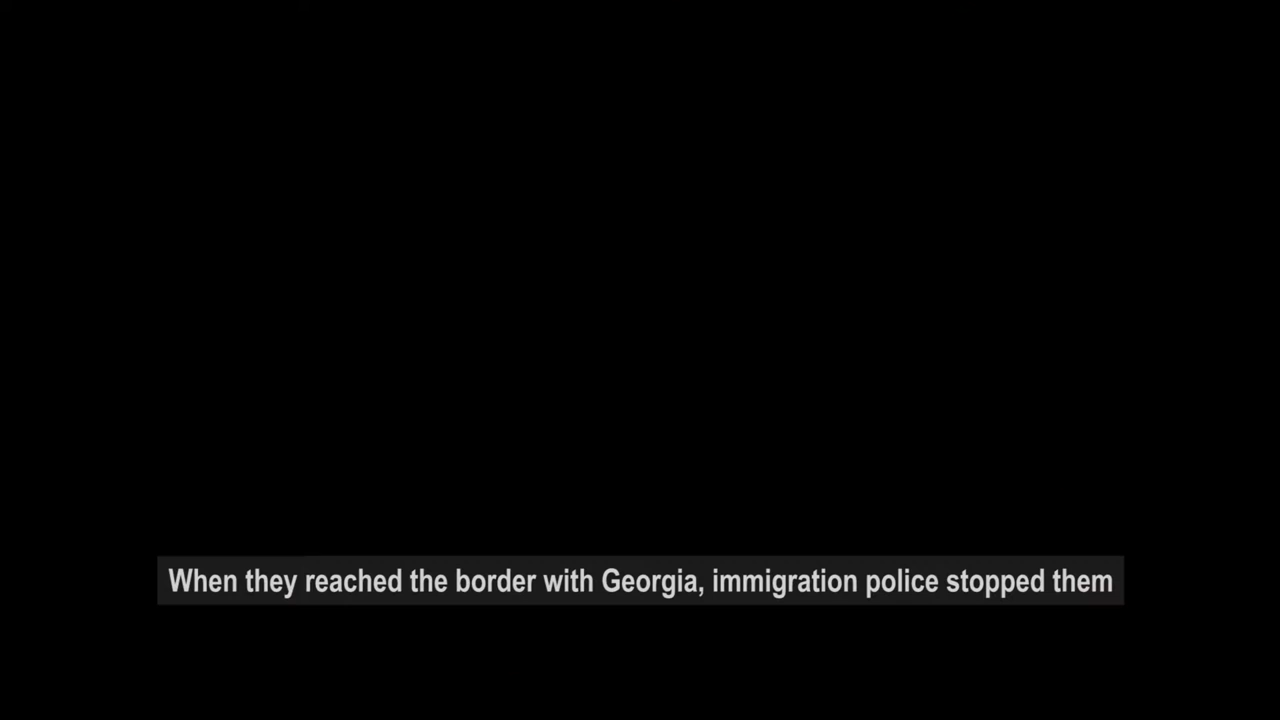 When they reached the border with Georgia, immigration police stopped them